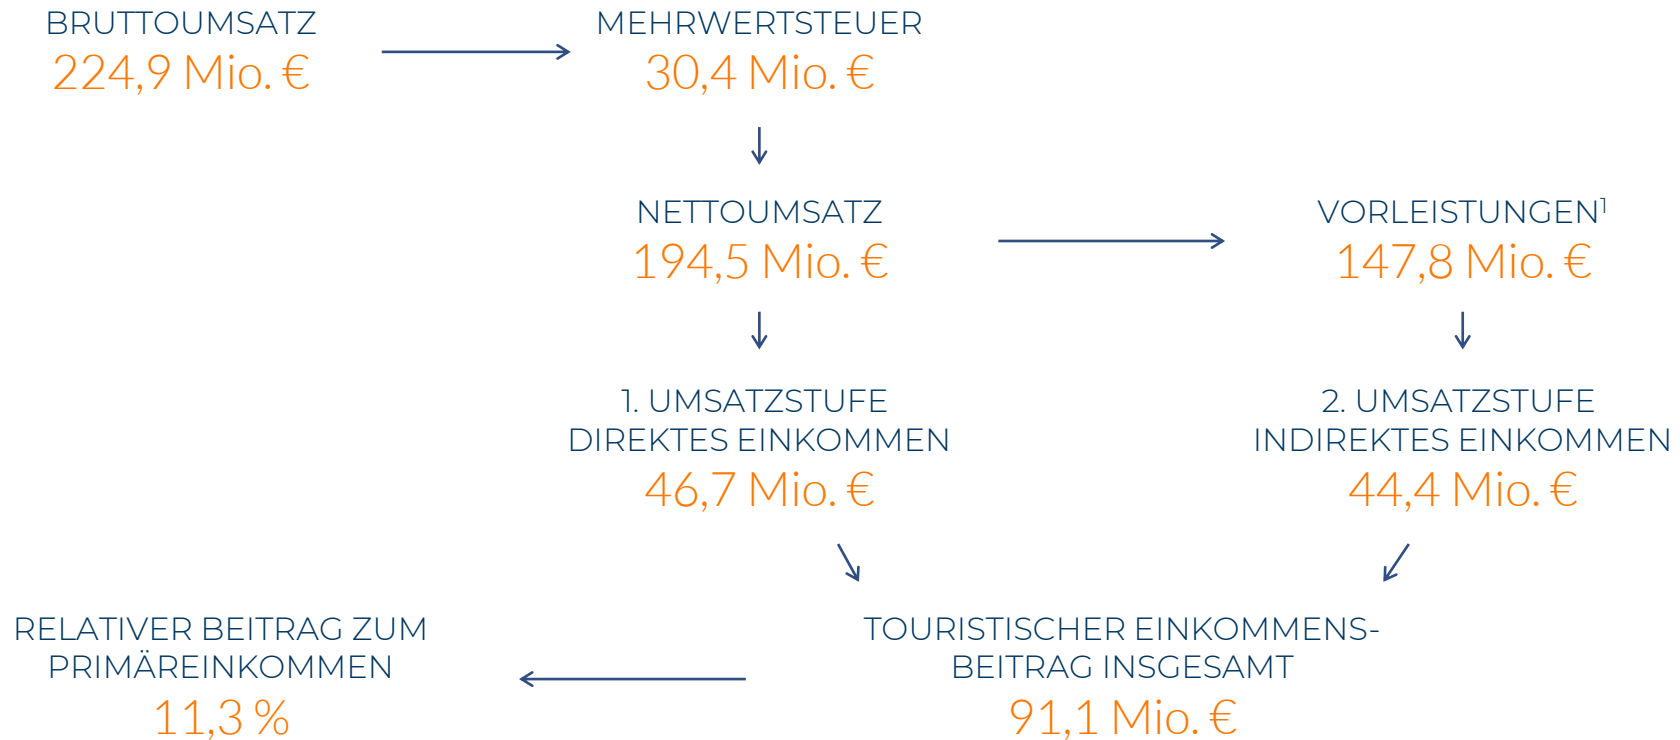 BRUTTOUMSATZ
224,9 Mio. €
MEHRWERTSTEUER
30,4 Mio. €
NETTOUMSATZ
194,5 Mio. €
VORLEISTUNGEN¹
147,8 Mio. €
1. UMSATZSTUFE
DIREKTES EINKOMMEN
46,7 Mio. €
2. UMSATZSTUFE
INDIREKTES EINKOMMEN
44,4 Mio. €
RELATIVER BEITRAG ZUM
PRIMÄREINKOMMEN
11,3 %
TOURISTISCHER EINKOMMENS-
BEITRAG INSGESAMT
91,1 Mio. €